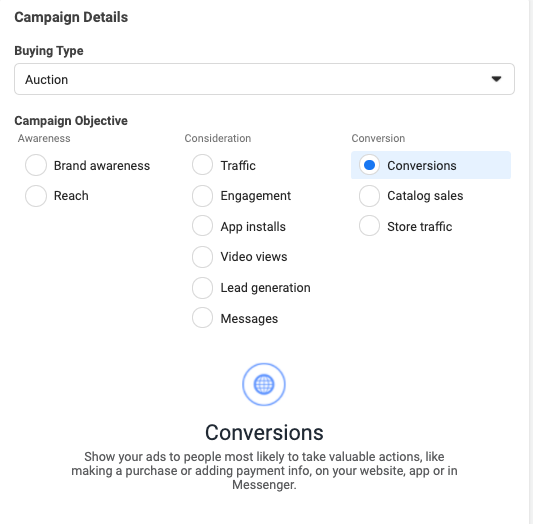 Campaign Details
Buying Type
Auction
Campaign Objective
Awareness Consideration Conversion
Brand awareness Traffic Conversions
Reach Engagement Catalog sales
App installs Store traffic
Video views
Lead generation
Messages
Conversions
Show your ads to people most likely to take valuable actions, like
making a purchase or adding payment info, on your website, app or in
Messenger.